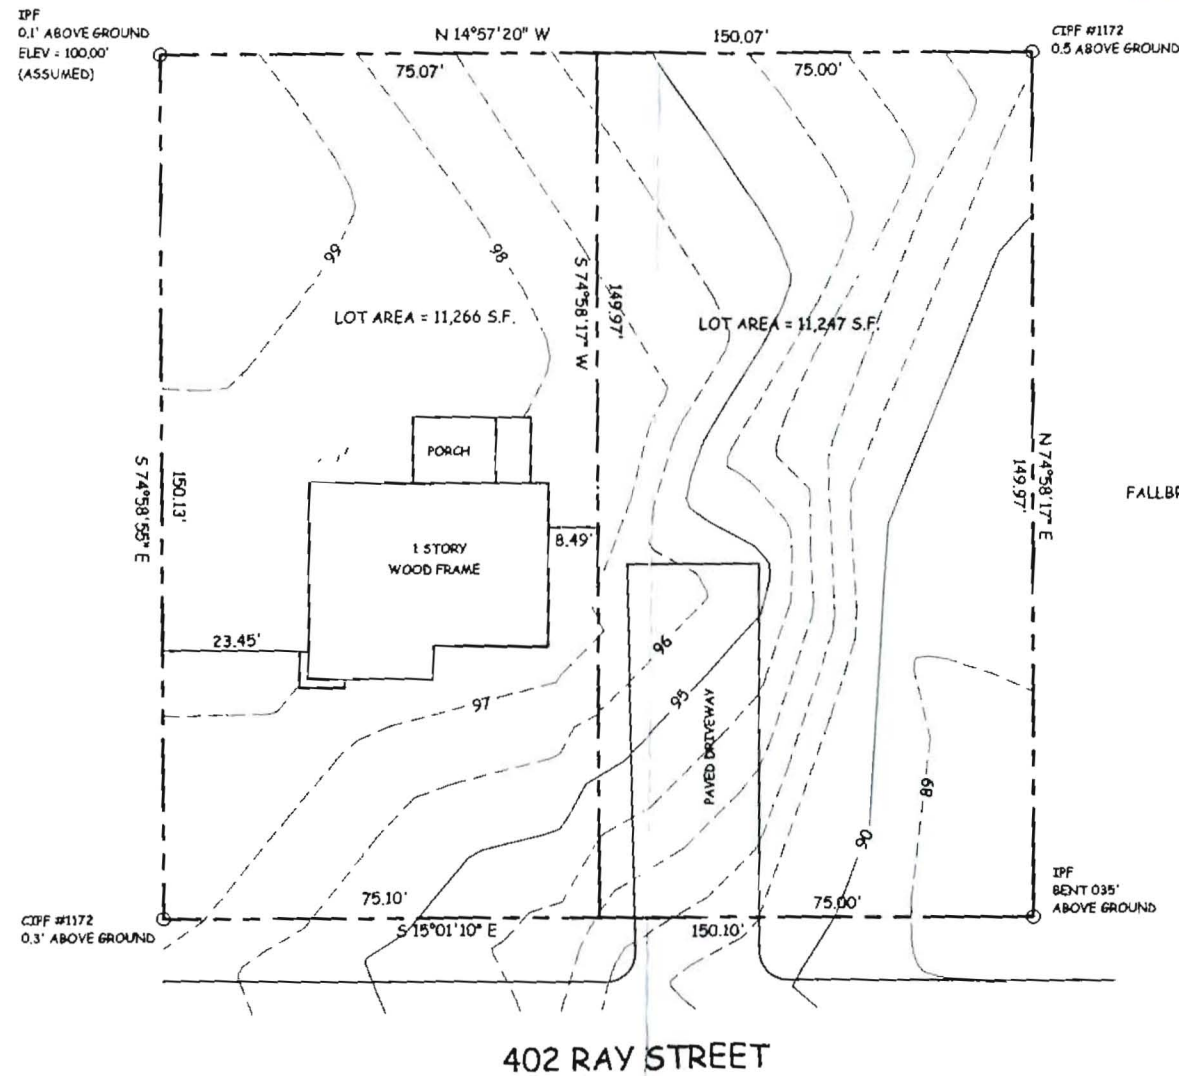 IPF
0.1' ABOVE GROUND
ELEV = 100.00'
(ASSUMED)
N 14°57'20" W
150.07'
CIPF #1172
0.5 ABOVE GROUND
75.07'
75.00'
99
98
S 74°58'17" W
149.97'
LOT AREA = 11,266 S.F.
LOT AREA = 11,247 S.F.
PORCH
S 74°58'55" E
150.13'
N 74°58'17" E
149.97'
FALLBR
1 STORY
WOOD FRAME
8.49'
23.45'
96
95
97
PAVED DRIVEWAY
89
90
75.10'
75.00'
IPF
BENT 035'
ABOVE GROUND
CIPF #1172
0.3' ABOVE GROUND
S 15°01'10" E
150.10'
402 RAY STREET